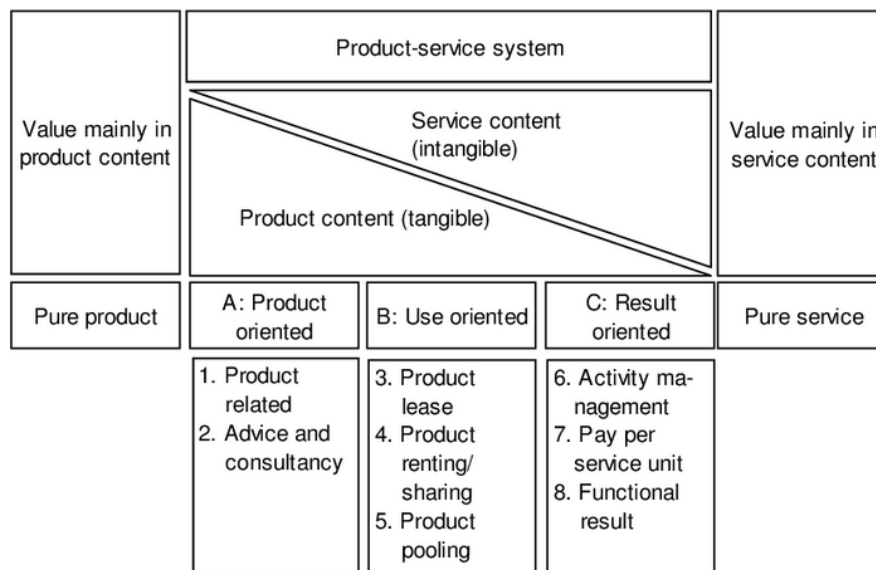 Product-service system
Value mainly in
product content
Service content
(intangible)
Product content (tangible)
Value mainly in
service content
Pure product
A: Product
oriented
B: Use oriented
C: Result
oriented
Pure service
1. Product
related
2. Advice and
consultancy
3. Product
lease
4. Product
renting/
sharing
5. Product
pooling
6. Activity ma-
nagement
7. Pay per
service unit
8. Functional
result